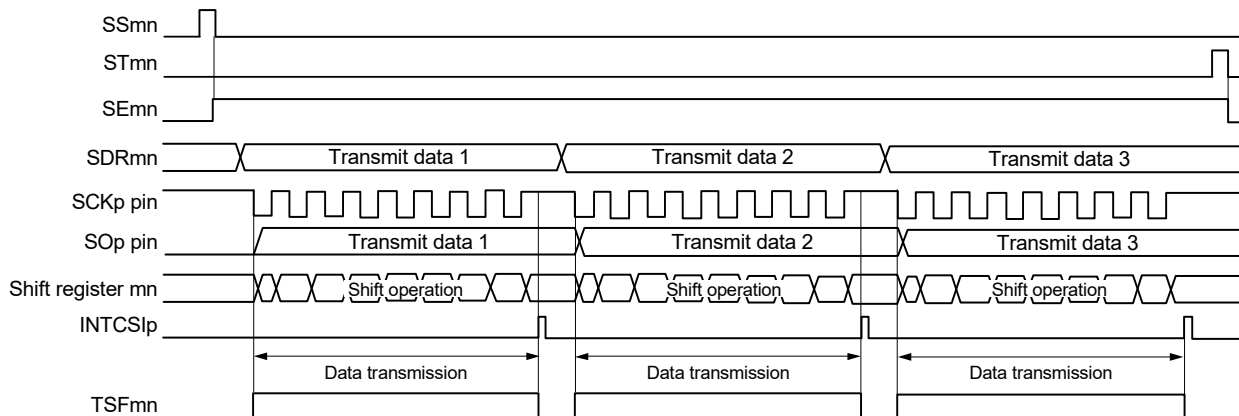 SSmn
STmn
SEmn
SDRmn Transmit data 1 Transmit data 2 Transmit data 3
SCKp pin
SOp pin Transmit data 1 Transmit data 2 Transmit data 3
Shift register mn Shift operation Shift operation Shift operation
INTCSIp
Data transmission Data transmission Data transmission
TSFmn